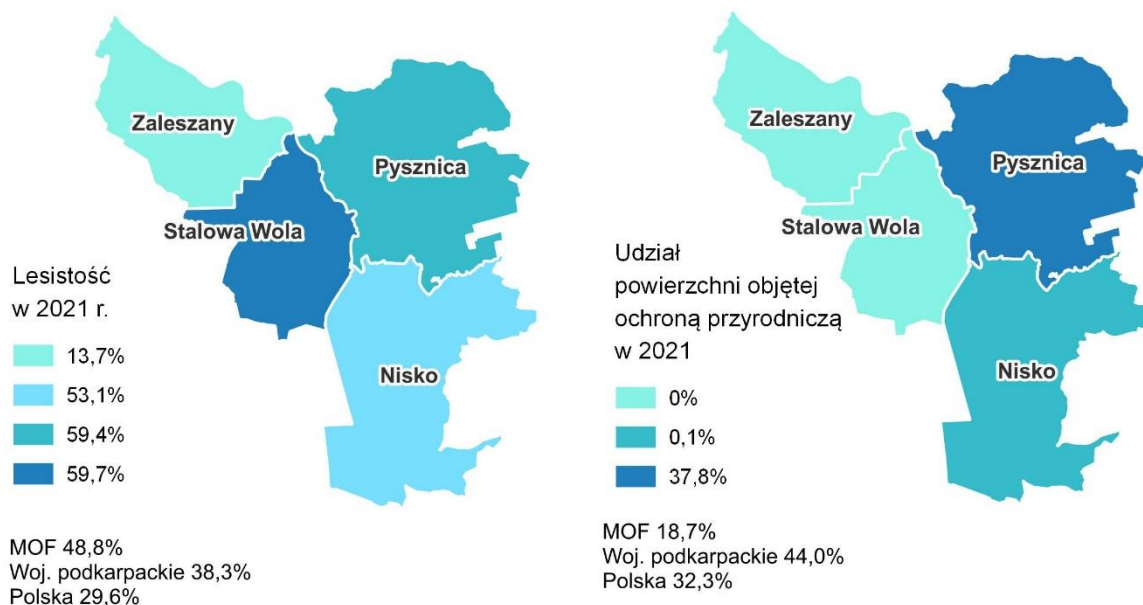 Zaleszany
Pysznica
Stalowa Wola
Nisko
Lesistość
w 2021 r.
13,7%
53,1%
59,4%
59,7%
MOF 48,8%
Woj. podkarpackie 38,3%
Polska 29,6%
Zaleszany
Pysznica
Stalowa Wola
Nisko
Udział
powierzchni objętej
ochroną przyrodniczą
w 2021
0%
0,1%
37,8%
MOF 18,7%
Woj. podkarpackie 44,0%
Polska 32,3%